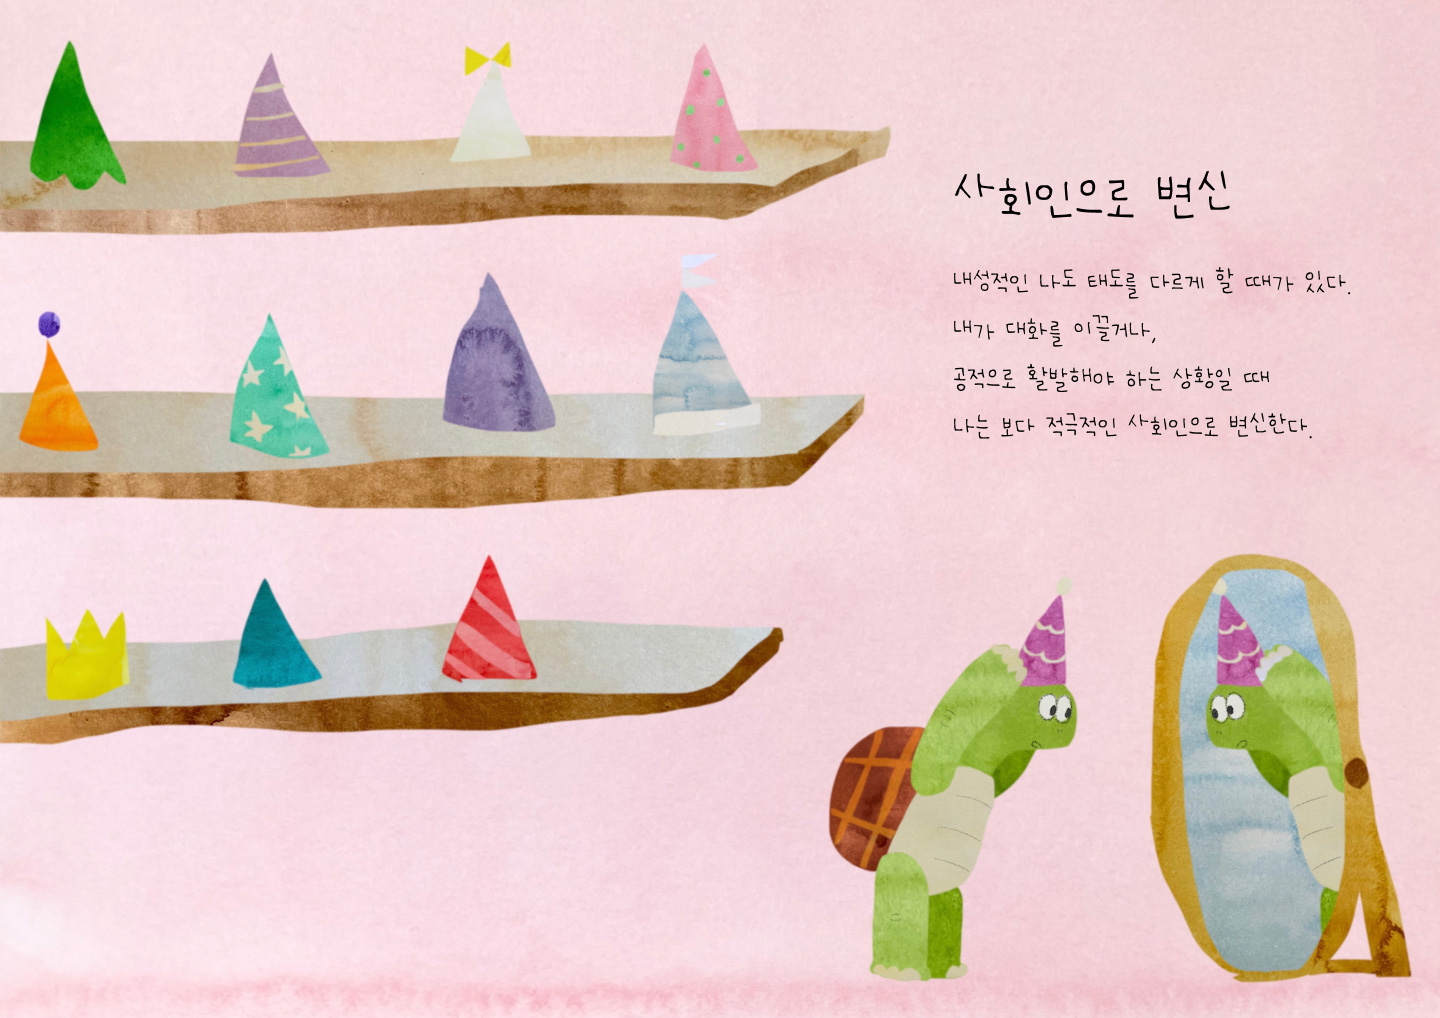 사회인으로 변신
내성적인 나도 태도를 다르게 할 때가 있다.
내가 대화를 이끌거나,
공적으로 활발해야 하는 상황일 때
나는 보다 적극적인 사회인으로 변신한다.